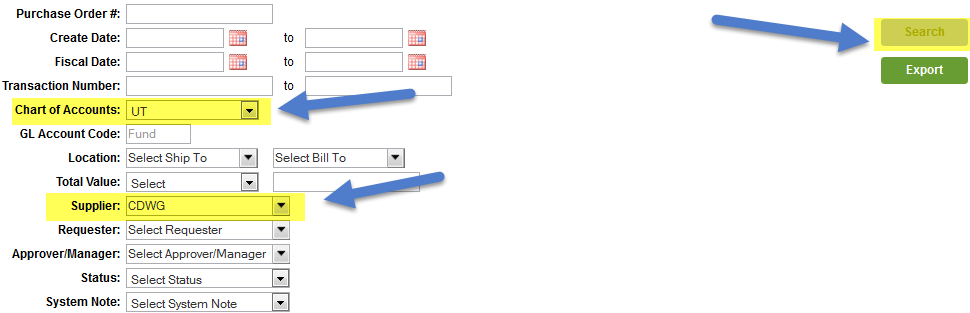 Purchase Order #:
Create Date: to
Fiscal Date: to
Transaction Number: to
Chart of Accounts: UT
GL Account Code: Fund
Location: Select Ship To Select Bill To
Total Value: Select
Supplier: CDWG
Requester: Select Requester
Approver/Manager: Select Approver/Manager
Status: Select Status
System Note: Select System Note
Search
Export